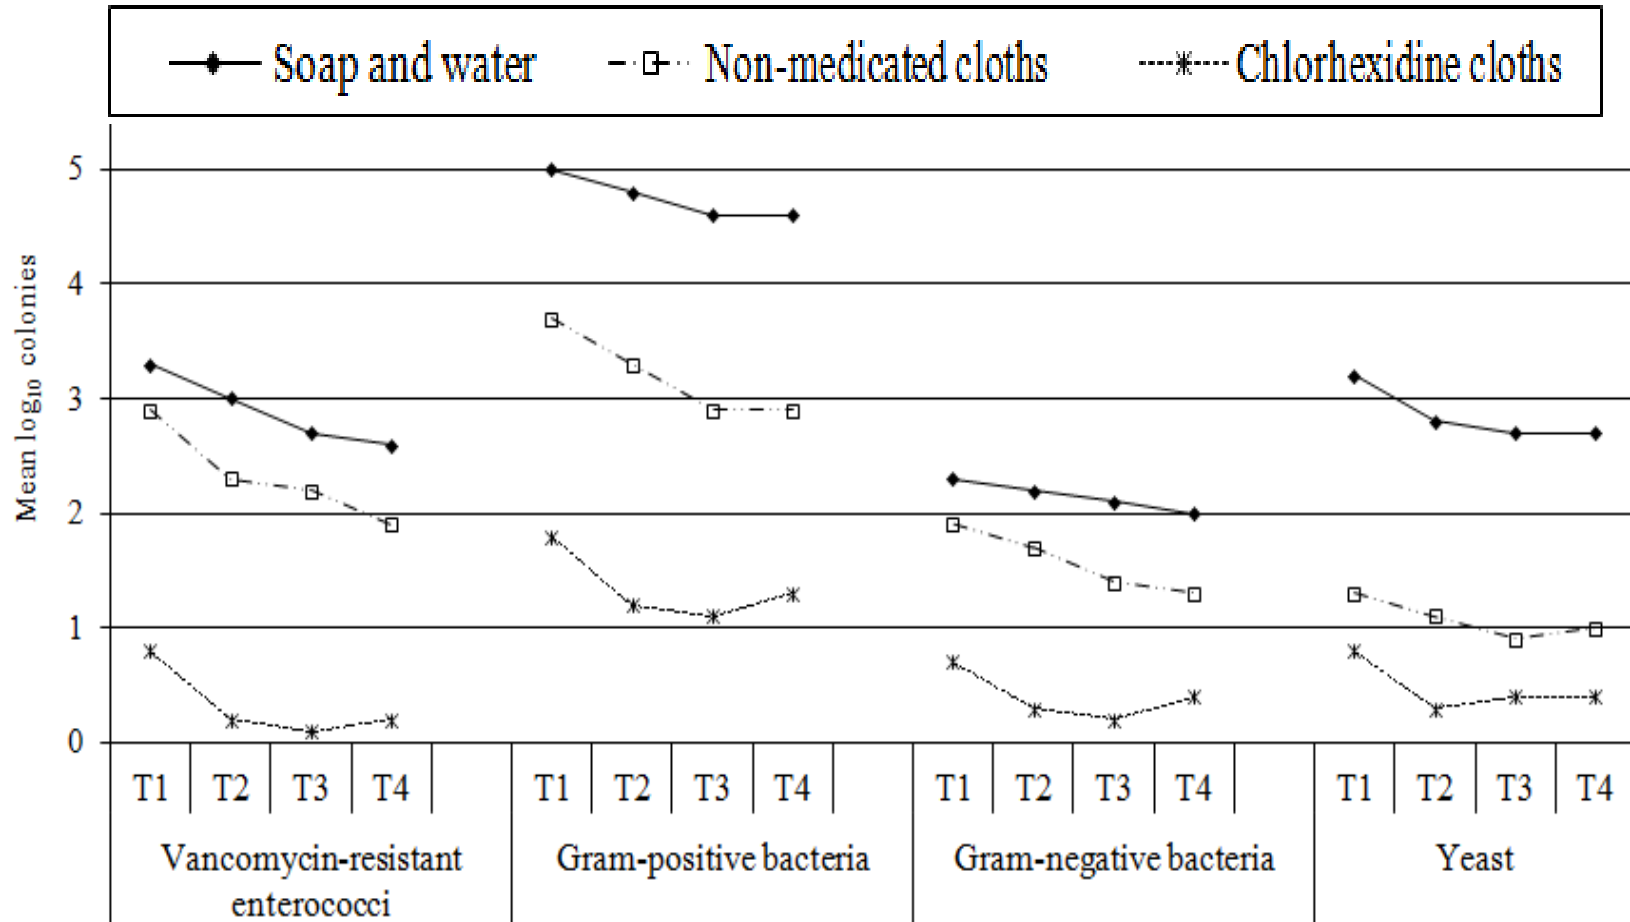 Soap and water Non-medicated cloths Chlorhexidine cloths
Mean log₁₀ colonies
5
4
3
2
1
0
T1 T2 T3 T4 T1 T2 T3 T4 T1 T2 T3 T4 T1 T2 T3 T4
Vancomycin-resistant Gram-positive bacteria Gram-negative bacteria Yeast
enterococci